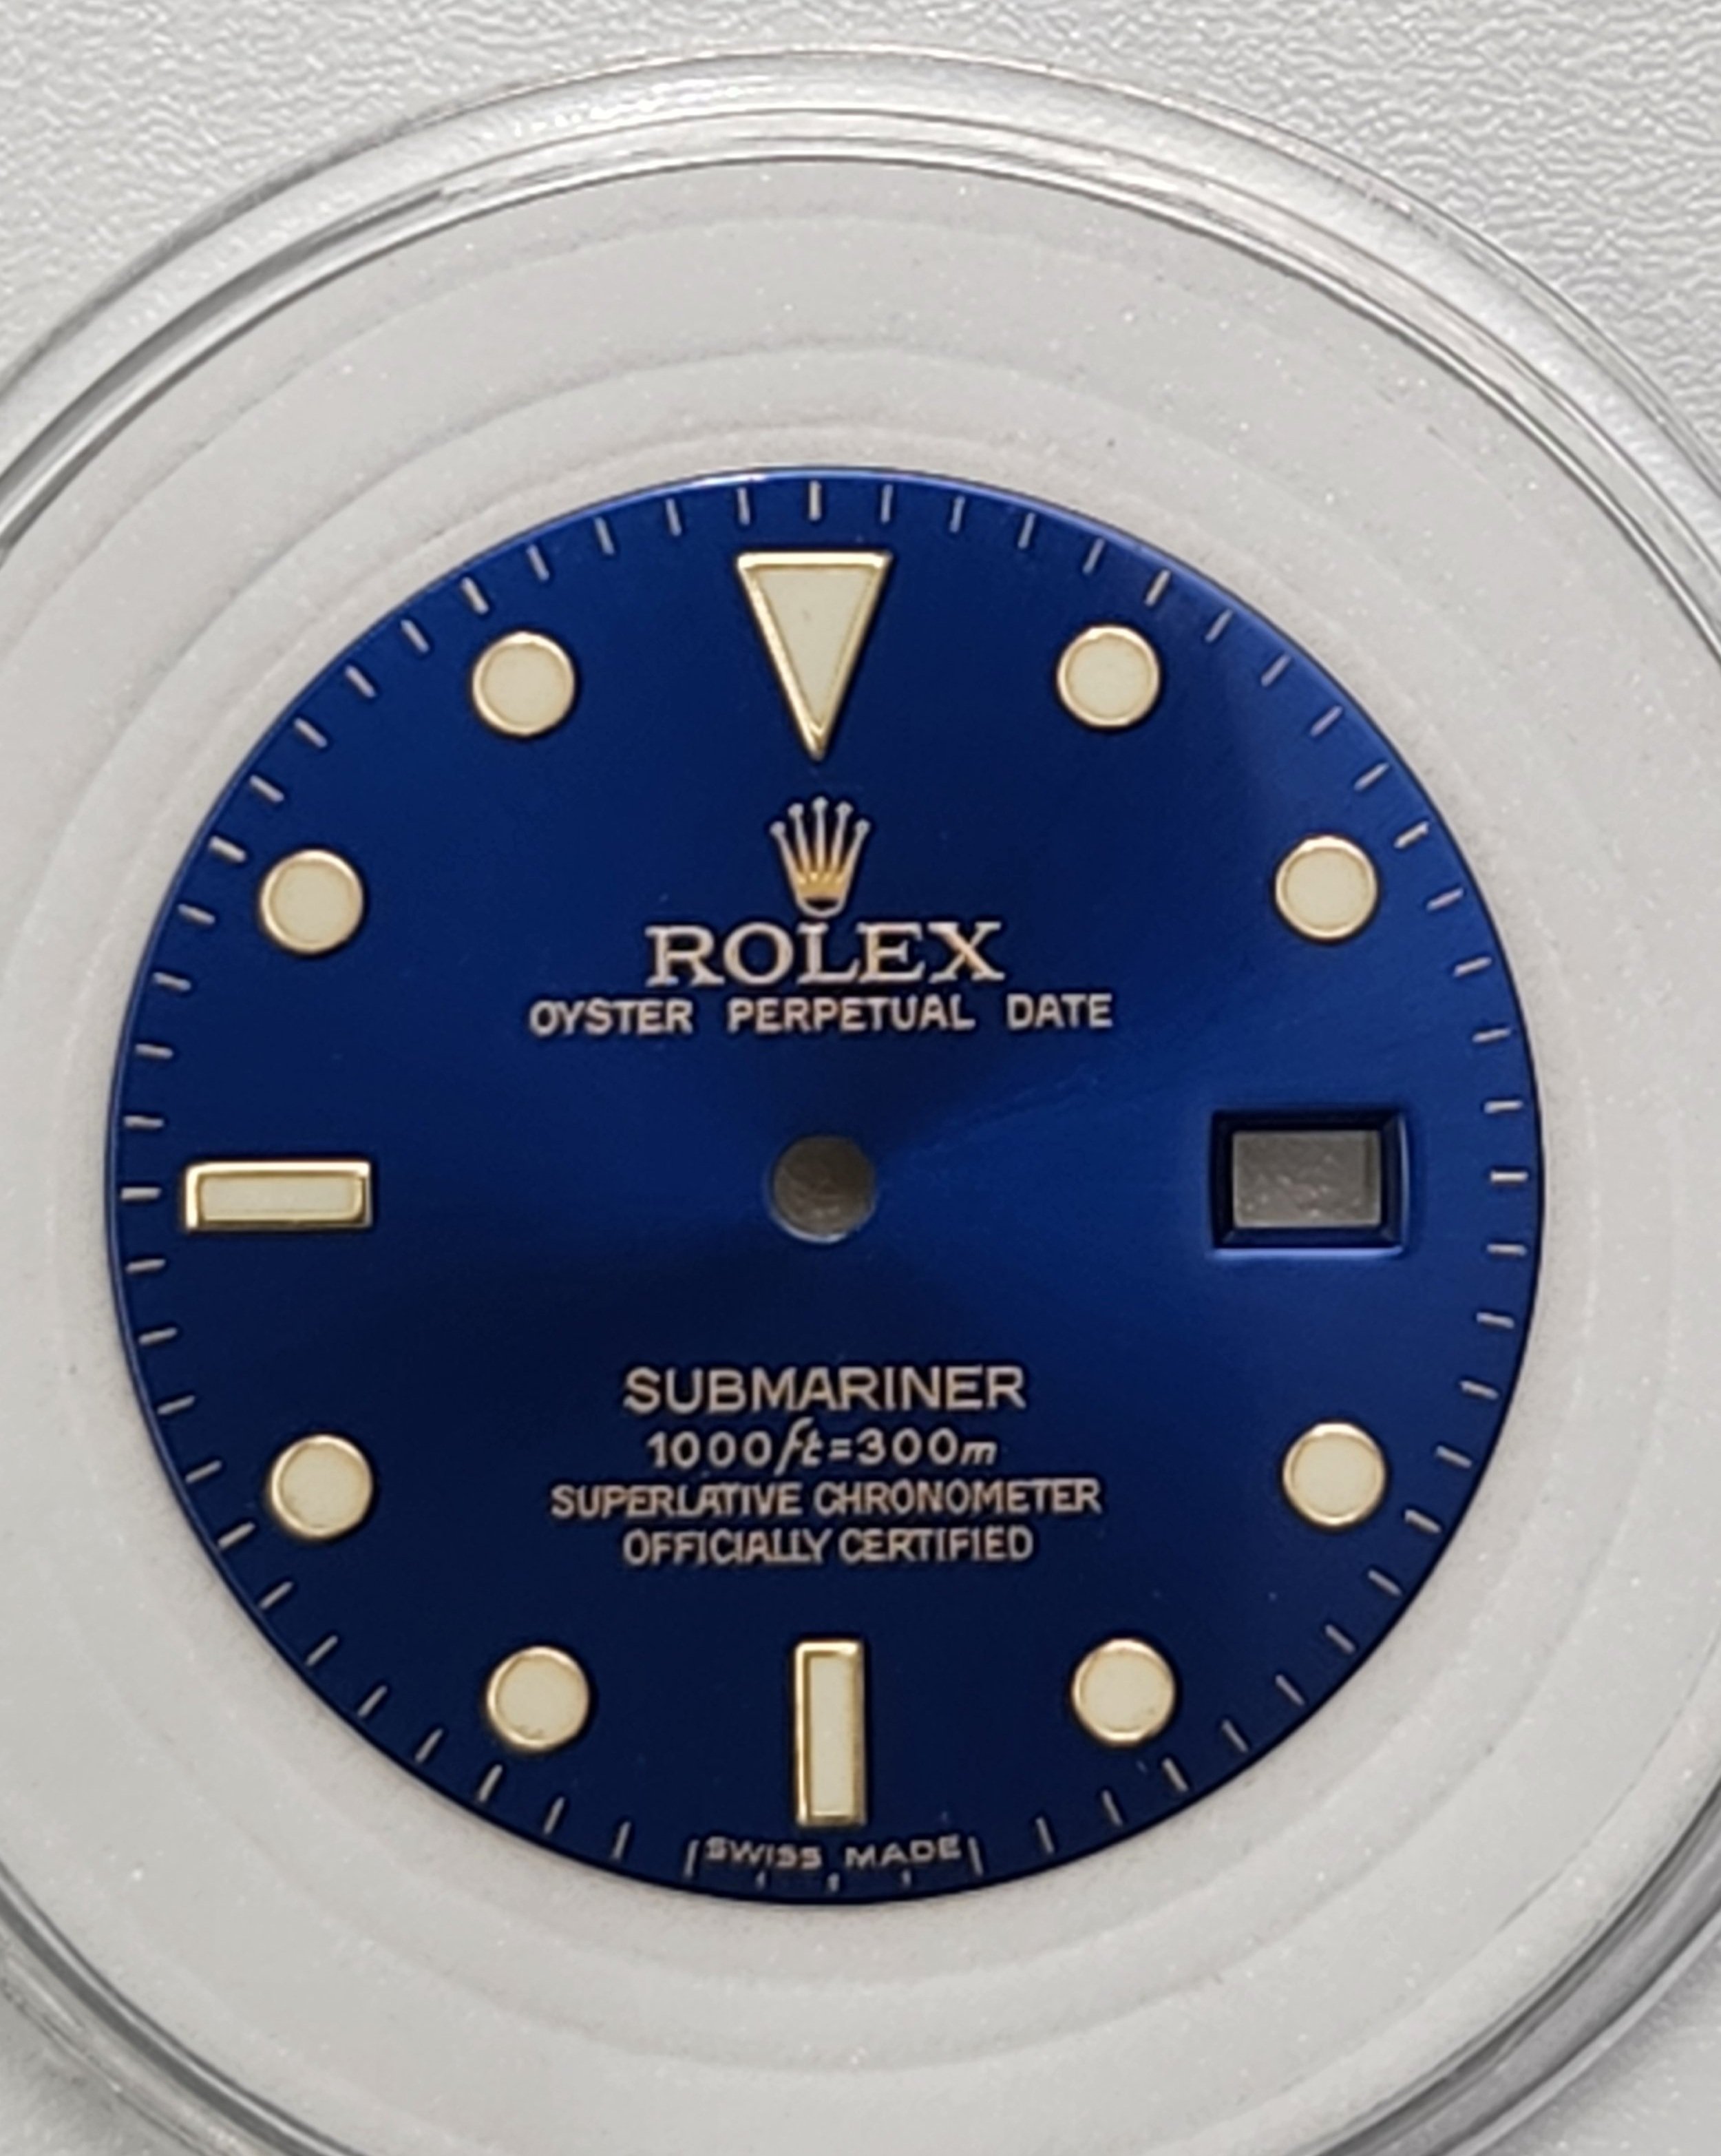 ROLEX
OYSTER PERPETUAL DATE
SUBMARINER
1000ft=300m
SUPERLATIVE CHRONOMETER
OFFICIALLY CERTIFIED
SWISS MADE